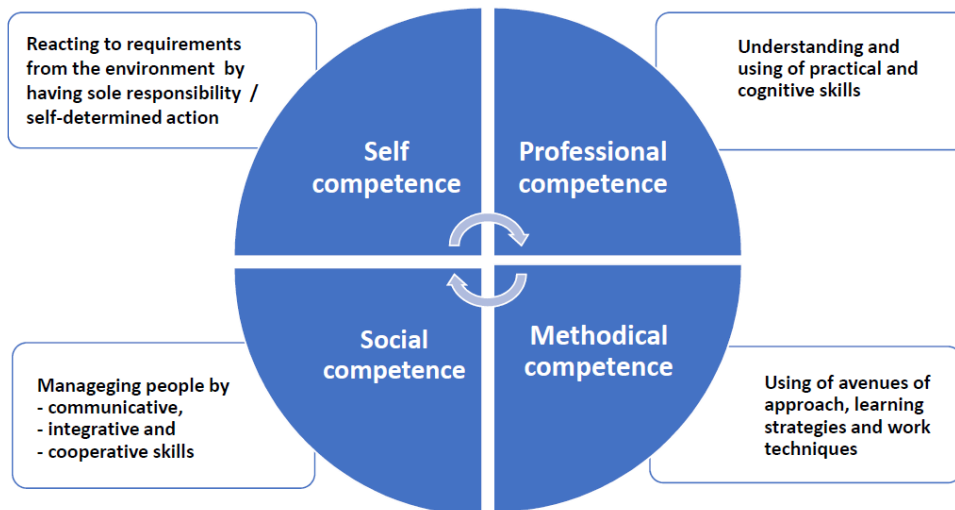 Reacting to requirements
from the environment by
having sole responsibility /
self-determined action
Understanding and
using of practical and
cognitive skills
Self
competence
Professional
competence
Social
competence
Methodical
competence
Manageging people by
- communicative,
- integrative and
- cooperative skills
Using of avenues of
approach, learning
strategies and work
techniques